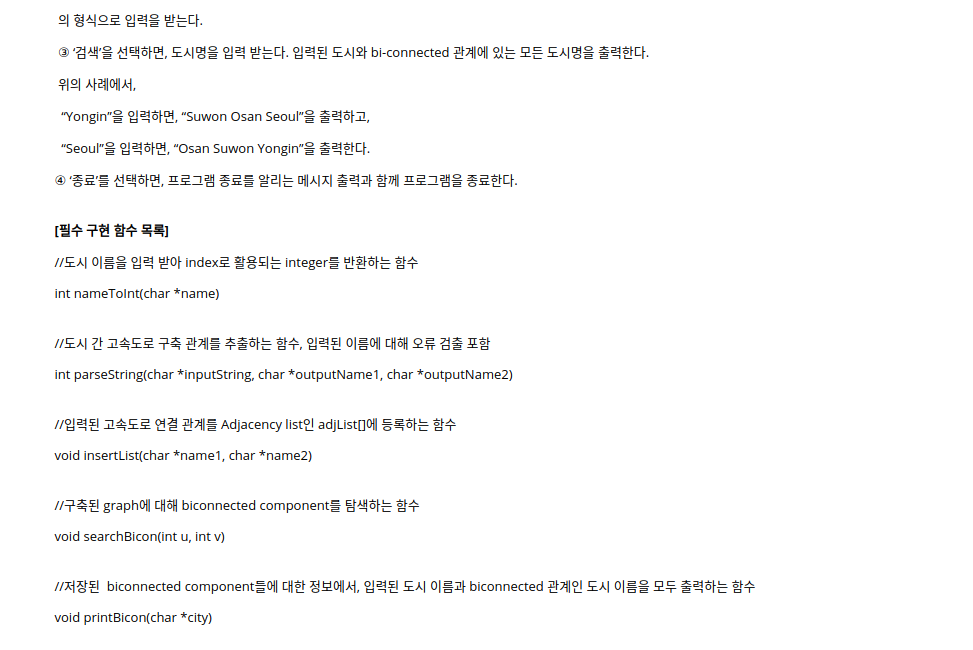 의 형식으로 입력을 받는다.
③ ‘검색’을 선택하면, 도시명을 입력 받는다. 입력된 도시와 bi-connected 관계에 있는 모든 도시명을 출력한다.
위의 사례에서,
“Yongin”을 입력하면, “Suwon Osan Seoul”을 출력하고,
“Seoul”을 입력하면, “Osan Suwon Yongin”을 출력한다.
④ ‘종료’를 선택하면, 프로그램 종료를 알리는 메시지 출력과 함께 프로그램을 종료한다.
[필수 구현 함수 목록]
//도시 이름을 입력 받아 index로 활용되는 integer를 반환하는 함수
int nameToInt(char *name)
//도시 간 고속도로 구축 관계를 추출하는 함수, 입력된 이름에 대해 오류 검출 포함
int parseString(char *inputString, char *outputName1, char *outputName2)
//입력된 고속도로 연결 관계를 Adjacency list인 adjList[]에 등록하는 함수
void insertList(char *name1, char *name2)
//구축된 graph에 대해 biconnected component를 탐색하는 함수
void searchBicon(int u, int v)
//저장된  biconnected component들에 대한 정보에서, 입력된 도시 이름과 biconnected 관계인 도시 이름을 모두 출력하는 함수
void printBicon(char *city)